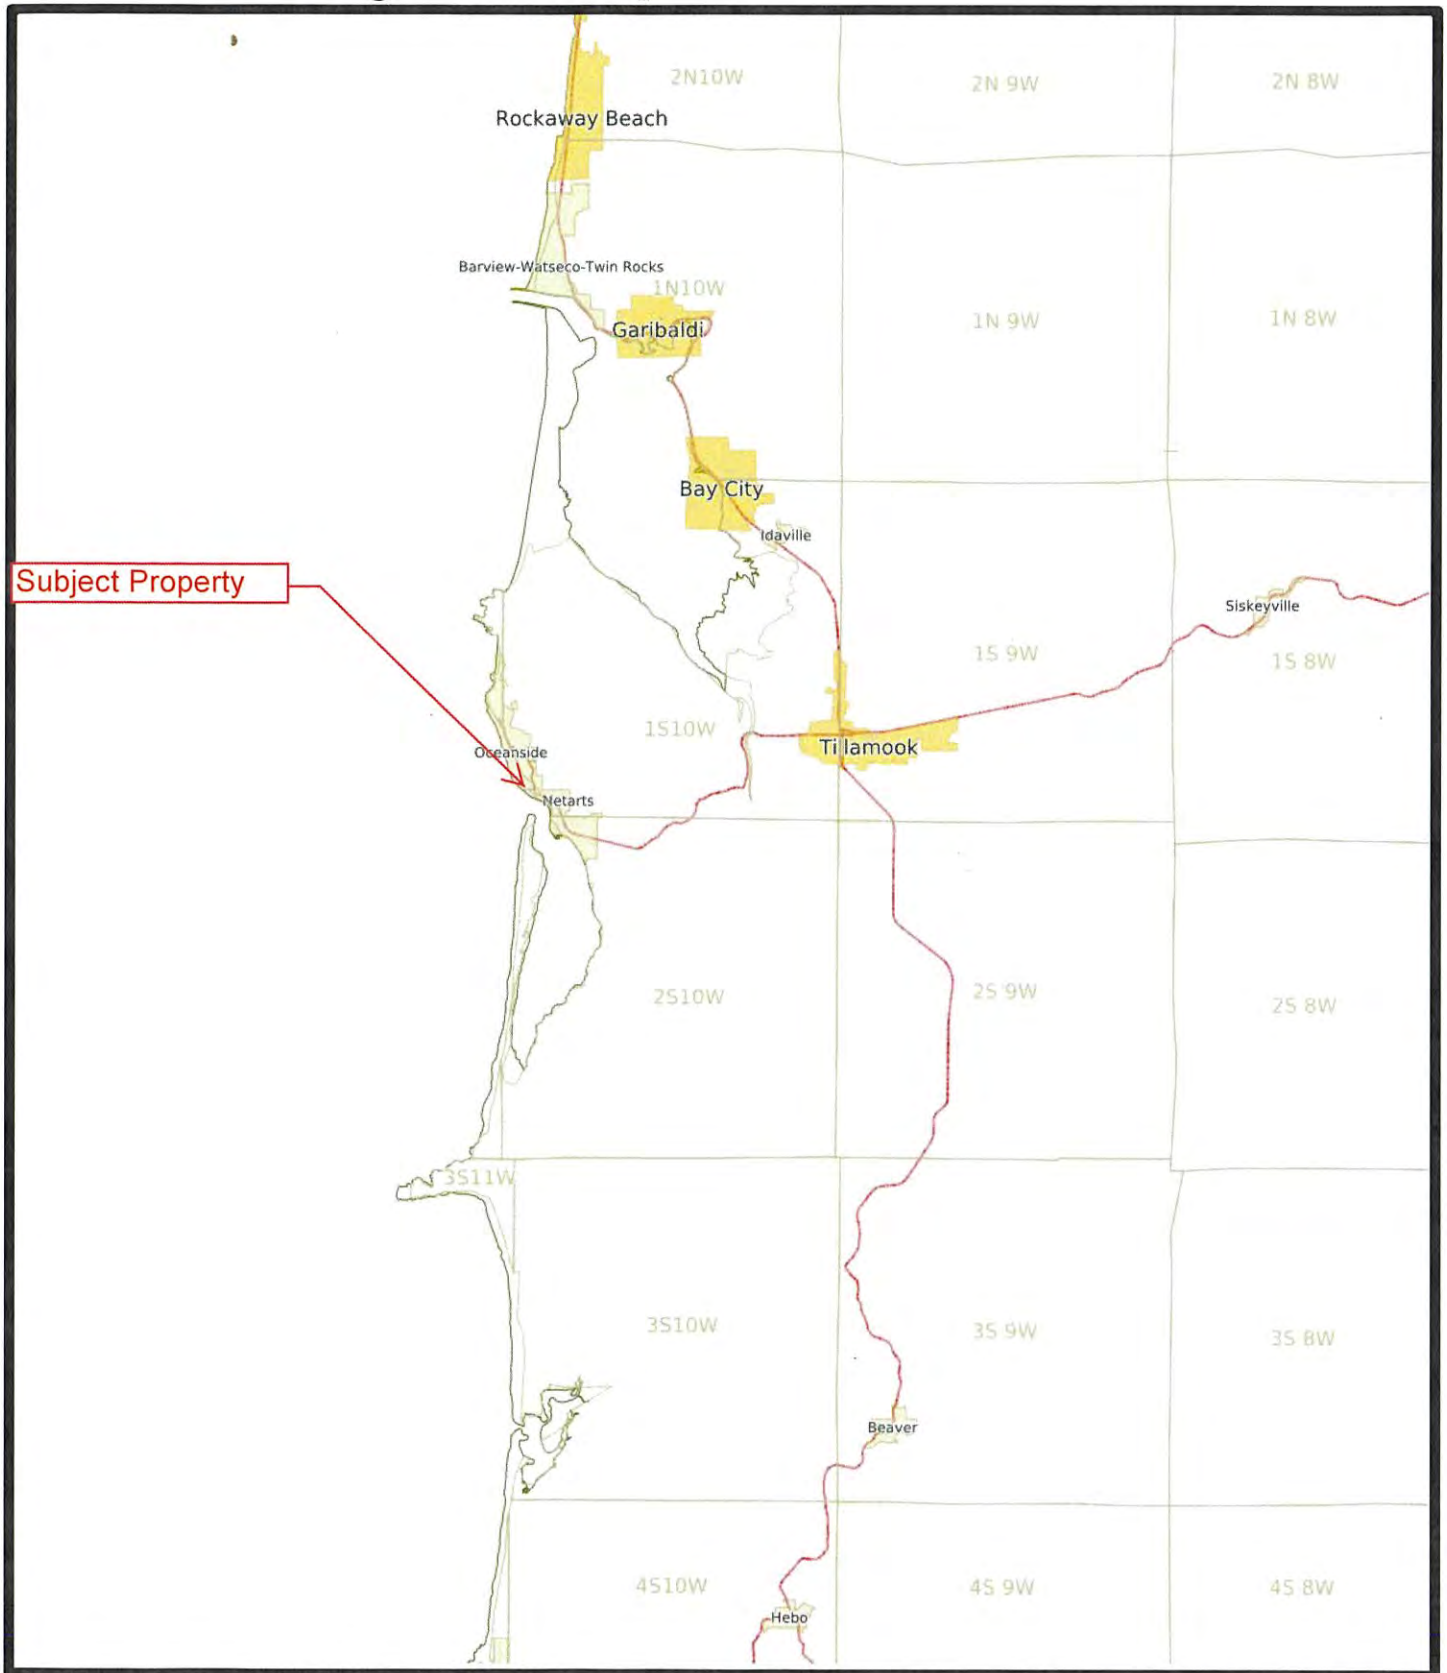 2N10W
2N 9W
2N 8W
Rockaway Beach
Barview-Watseco-Twin Rocks
1N10W
1N 9W
1N 8W
Garibaldi
Bay City
Idaville
Subject Property
Siskeyville
1S 9W
1S 8W
1S10W
Oceanside
Tillamook
Netarts
2S10W
2S 9W
2S 8W
3S11W
3S10W
3S 9W
3S 8W
Beaver
4S10W
4S 9W
4S 8W
Hebo